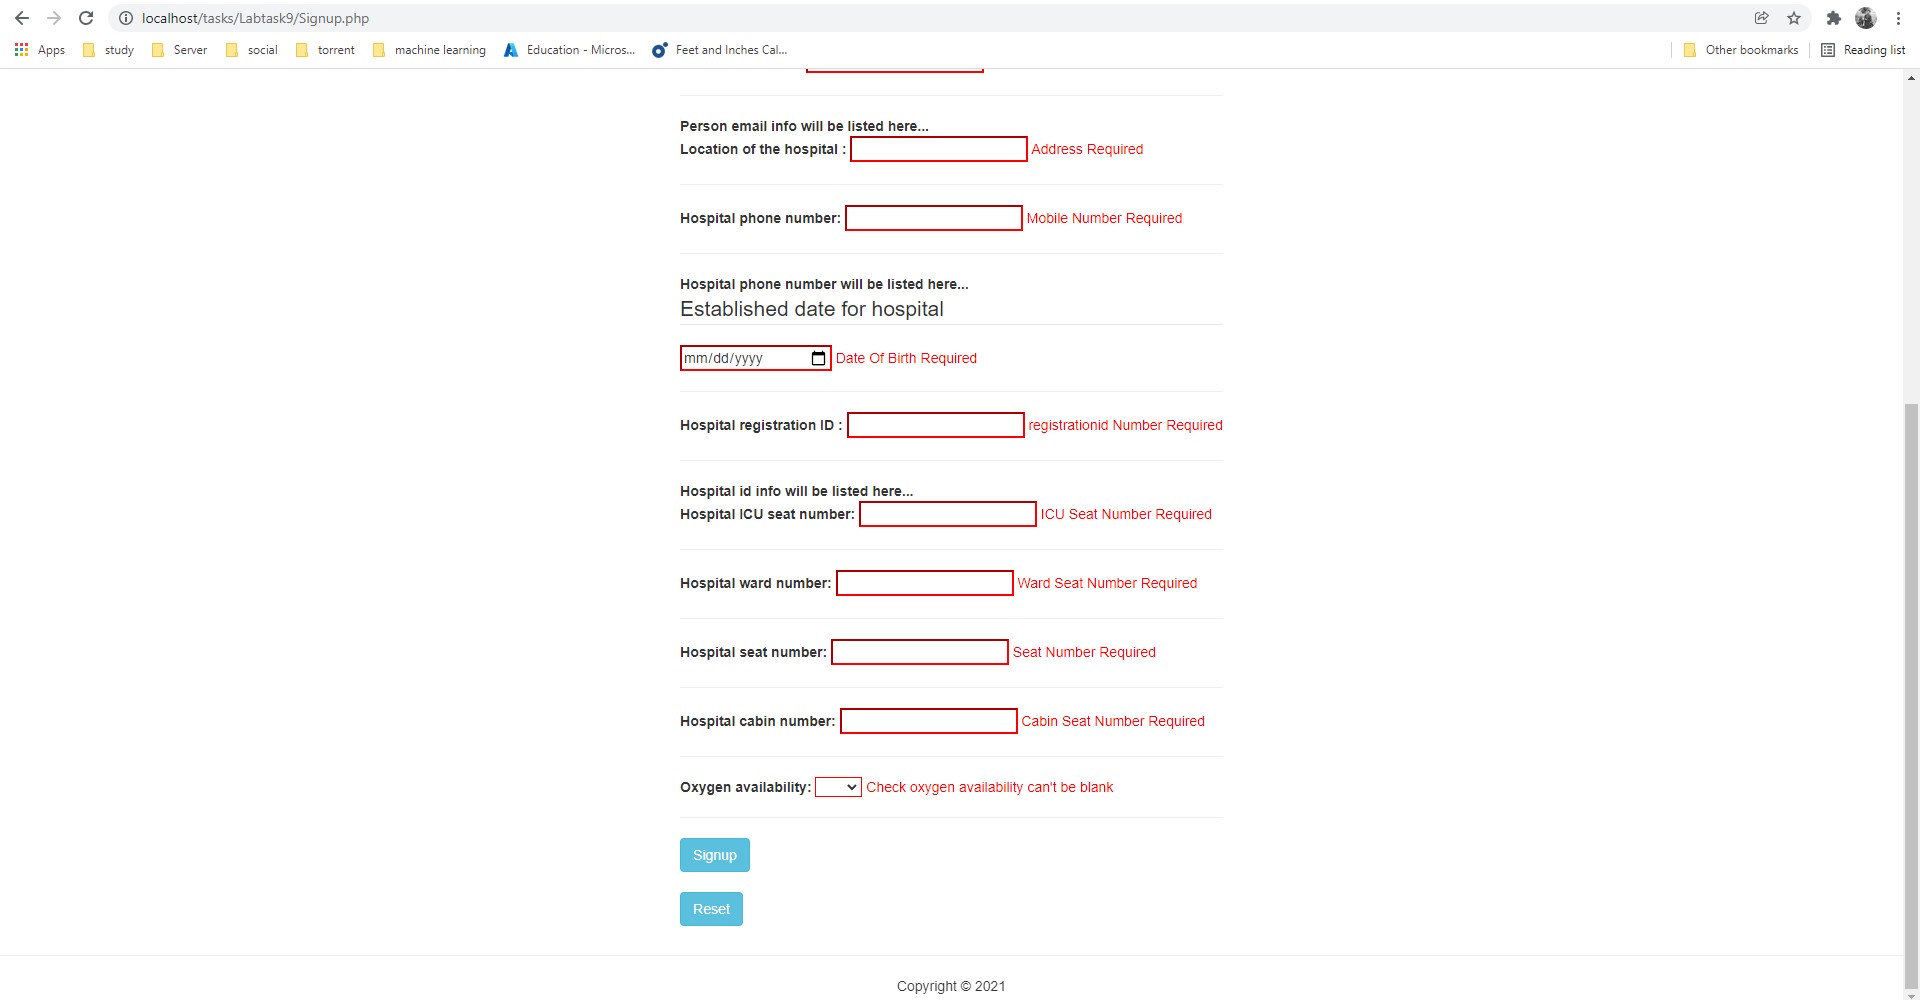 localhost/tasks/Labtask9/Signup.php
Apps study Server social torrent machine learning Education - Micros... Feet and Inches Cal... Other bookmarks Reading list
Person email info will be listed here...
Location of the hospital : Address Required
Hospital phone number: Mobile Number Required
Hospital phone number will be listed here...
Established date for hospital
mm/dd/yyyy Date Of Birth Required
Hospital registration ID : registrationid Number Required
Hospital id info will be listed here...
Hospital ICU seat number: ICU Seat Number Required
Hospital ward number: Ward Seat Number Required
Hospital seat number: Seat Number Required
Hospital cabin number: Cabin Seat Number Required
Oxygen availability: Check oxygen availability can't be blank
Signup
Reset
Copyright © 2021